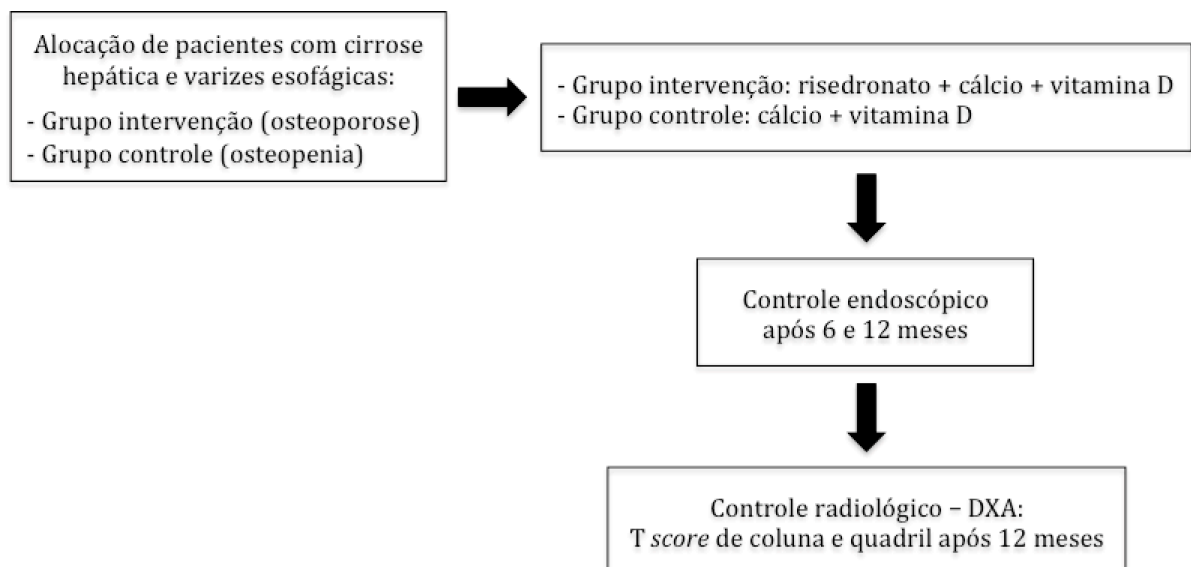 Alocação de pacientes com cirrose
hepática e varizes esofágicas:
- Grupo intervenção (osteoporose)
- Grupo controle (osteopenia)
- Grupo intervenção: risedronato + cálcio + vitamina D
- Grupo controle: cálcio + vitamina D
Controle endoscópico
após 6 e 12 meses
Controle radiológico – DXA:
T score de coluna e quadril após 12 meses